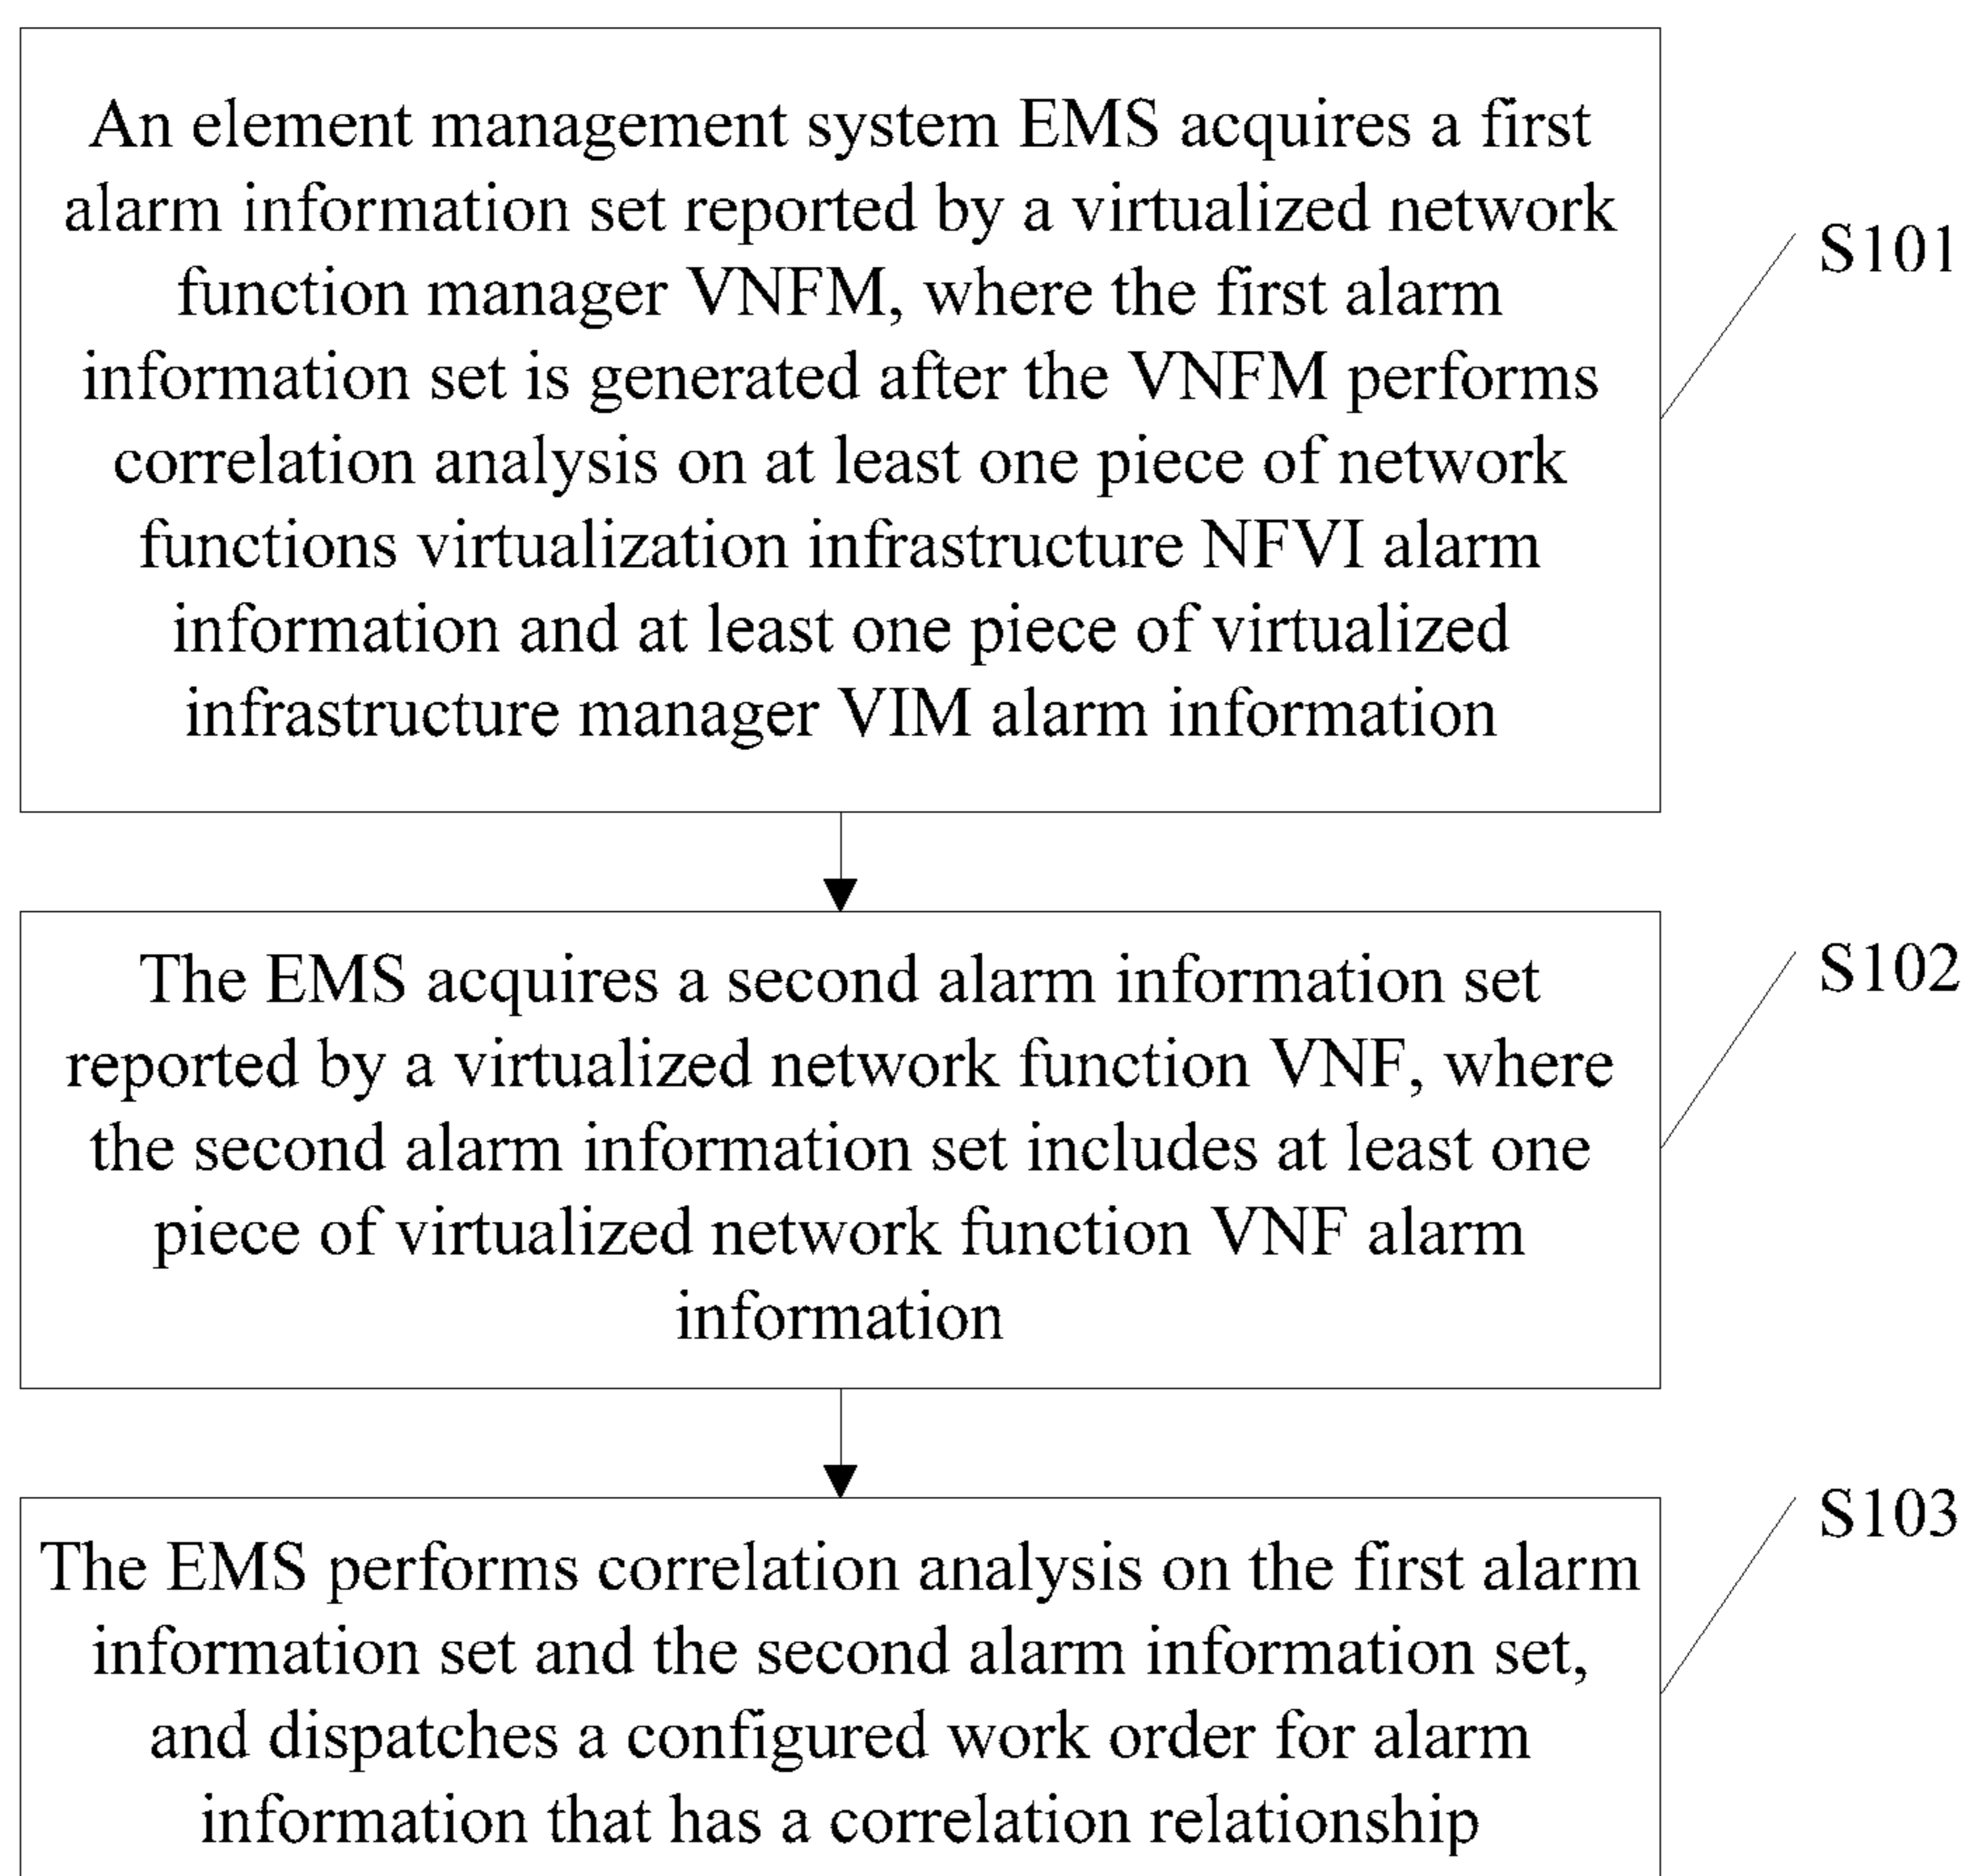 An element management system EMS acquires a first
alarm information set reported by a virtualized network
function manager VNFM, where the first alarm
information set is generated after the VNFM performs
correlation analysis on at least one piece of network
functions virtualization infrastructure NFVI alarm
information and at least one piece of virtualized
infrastructure manager VIM alarm information
S101
The EMS acquires a second alarm information set
reported by a virtualized network function VNF, where
the second alarm information set includes at least one
piece of virtualized network function VNF alarm
information
S102
The EMS performs correlation analysis on the first alarm
information set and the second alarm information set,
and dispatches a configured work order for alarm
information that has a correlation relationship
S103